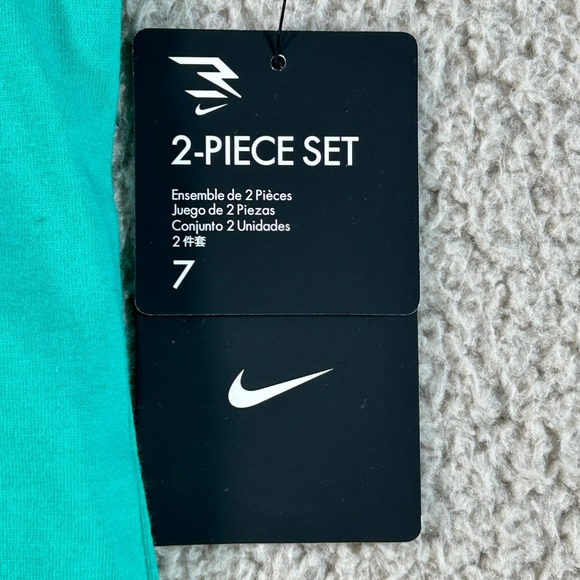 2-PIECE SET
Ensemble de 2 Pièces
Juego de 2 Piezas
Conjunto 2 Unidades
2 件套
7